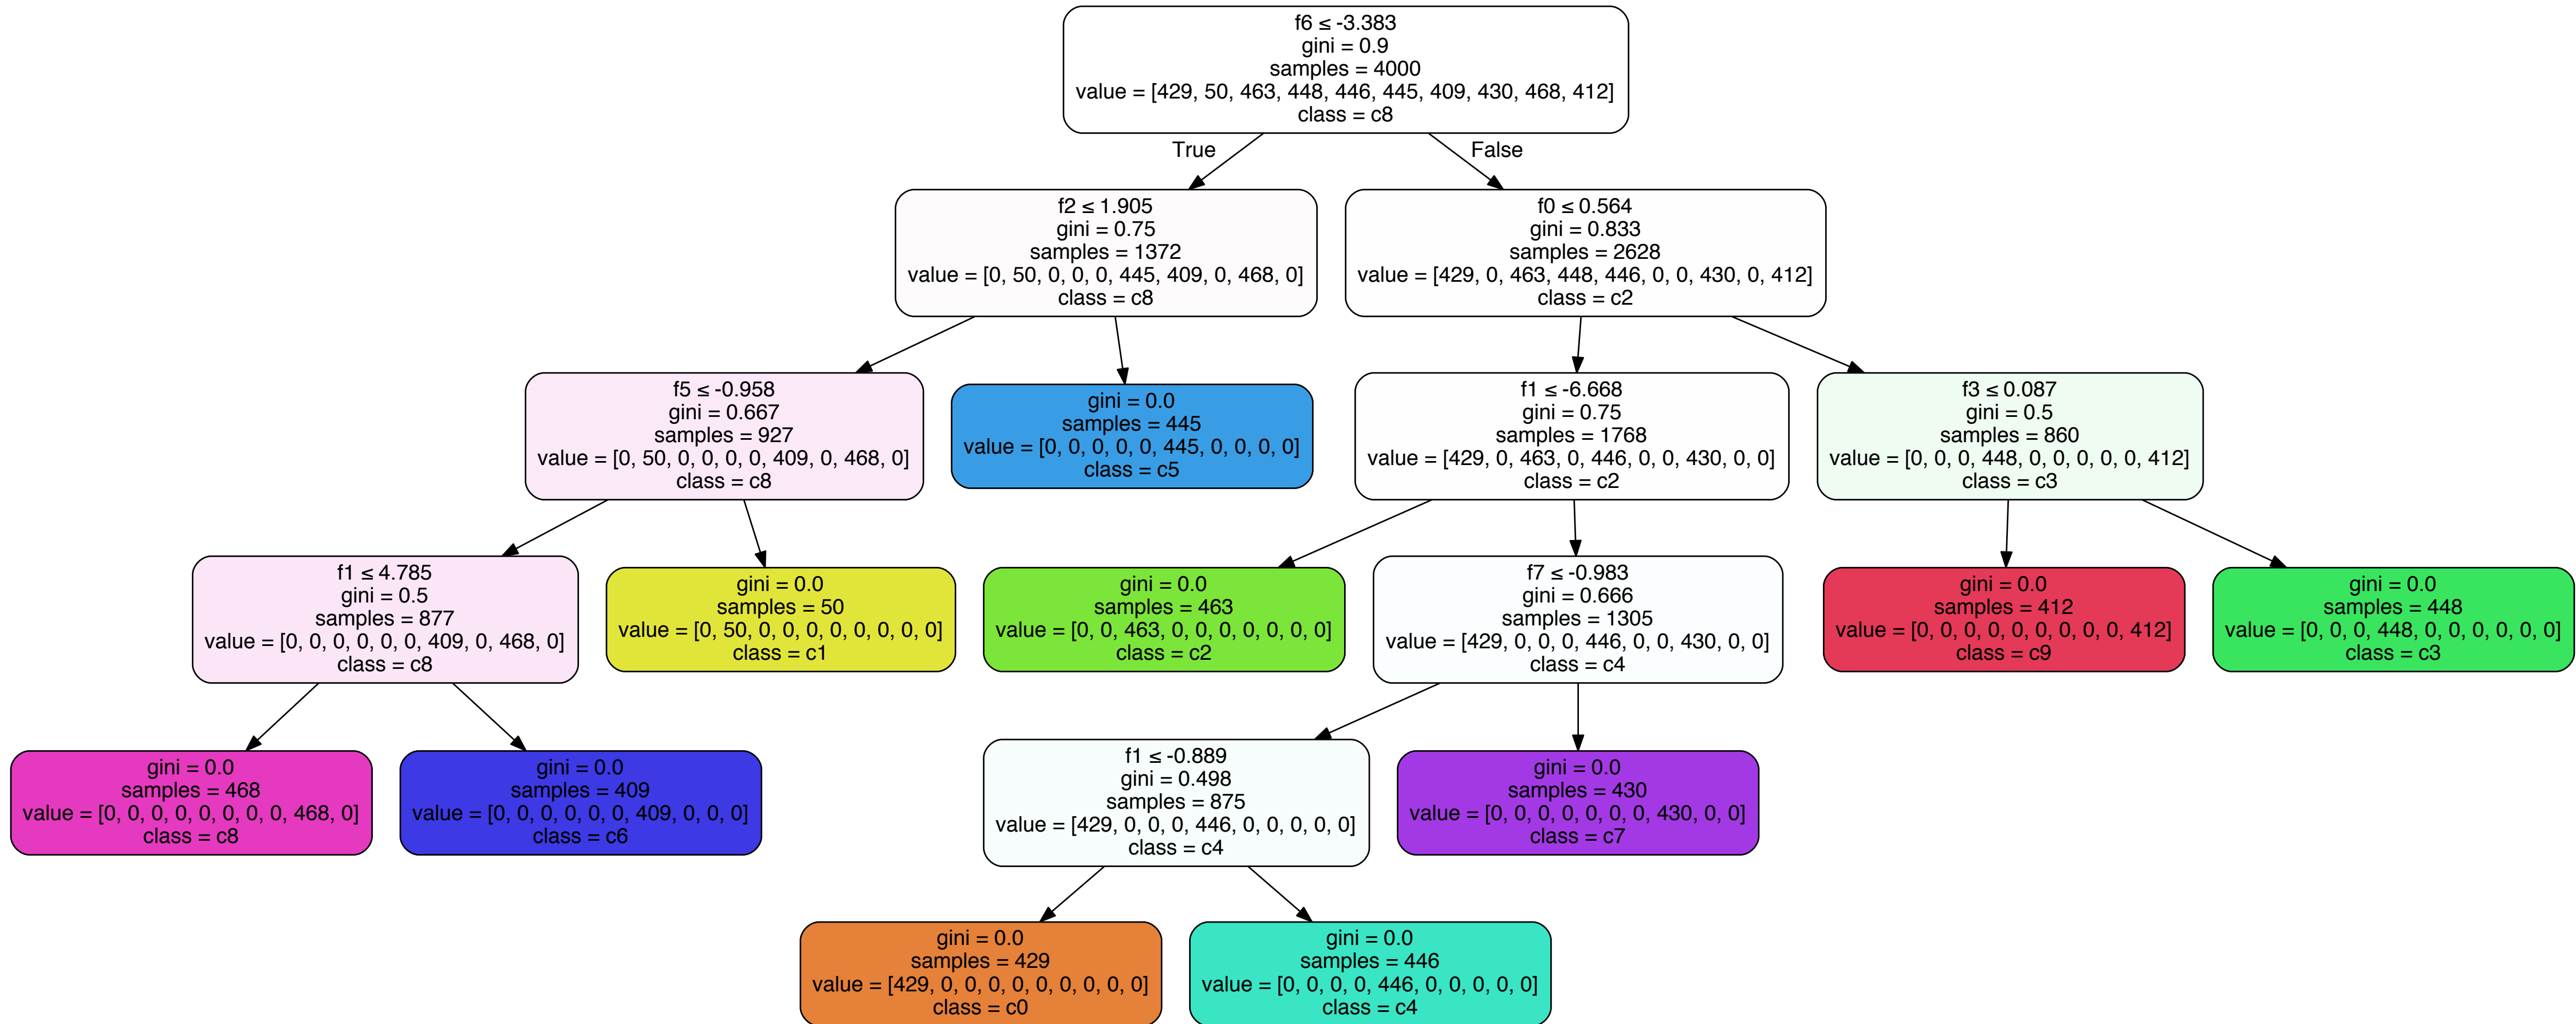 f6 ≤ -3.383
gini = 0.9
samples = 4000
value = [429, 50, 463, 448, 446, 445, 409, 430, 468, 412]
class = c8
True
False
f2 ≤ 1.905
gini = 0.75
samples = 1372
value = [0, 50, 0, 0, 0, 445, 409, 0, 468, 0]
class = c8
f0 ≤ 0.564
gini = 0.833
samples = 2628
value = [429, 0, 463, 448, 446, 0, 0, 430, 0, 412]
class = c2
f5 ≤ -0.958
gini = 0.667
samples = 927
value = [0, 50, 0, 0, 0, 0, 409, 0, 468, 0]
class = c8
gini = 0.0
samples = 445
value = [0, 0, 0, 0, 0, 445, 0, 0, 0, 0]
class = c5
f1 ≤ -6.668
gini = 0.75
samples = 1768
value = [429, 0, 463, 0, 446, 0, 0, 430, 0, 0]
class = c2
f3 ≤ 0.087
gini = 0.5
samples = 860
value = [0, 0, 0, 448, 0, 0, 0, 0, 0, 412]
class = c3
f1 ≤ 4.785
gini = 0.5
samples = 877
value = [0, 0, 0, 0, 0, 0, 409, 0, 468, 0]
class = c8
gini = 0.0
samples = 50
value = [0, 50, 0, 0, 0, 0, 0, 0, 0, 0]
class = c1
gini = 0.0
samples = 463
value = [0, 0, 463, 0, 0, 0, 0, 0, 0, 0]
class = c2
f7 ≤ -0.983
gini = 0.666
samples = 1305
value = [429, 0, 0, 0, 446, 0, 0, 430, 0, 0]
class = c4
gini = 0.0
samples = 412
value = [0, 0, 0, 0, 0, 0, 0, 0, 0, 412]
class = c9
gini = 0.0
samples = 448
value = [0, 0, 0, 448, 0, 0, 0, 0, 0, 0]
class = c3
gini = 0.0
samples = 468
value = [0, 0, 0, 0, 0, 0, 0, 0, 468, 0]
class = c8
gini = 0.0
samples = 409
value = [0, 0, 0, 0, 0, 0, 409, 0, 0, 0]
class = c6
f1 ≤ -0.889
gini = 0.498
samples = 875
value = [429, 0, 0, 0, 446, 0, 0, 0, 0, 0]
class = c4
gini = 0.0
samples = 430
value = [0, 0, 0, 0, 0, 0, 0, 430, 0, 0]
class = c7
gini = 0.0
samples = 429
value = [429, 0, 0, 0, 0, 0, 0, 0, 0, 0]
class = c0
gini = 0.0
samples = 446
value = [0, 0, 0, 0, 446, 0, 0, 0, 0, 0]
class = c4